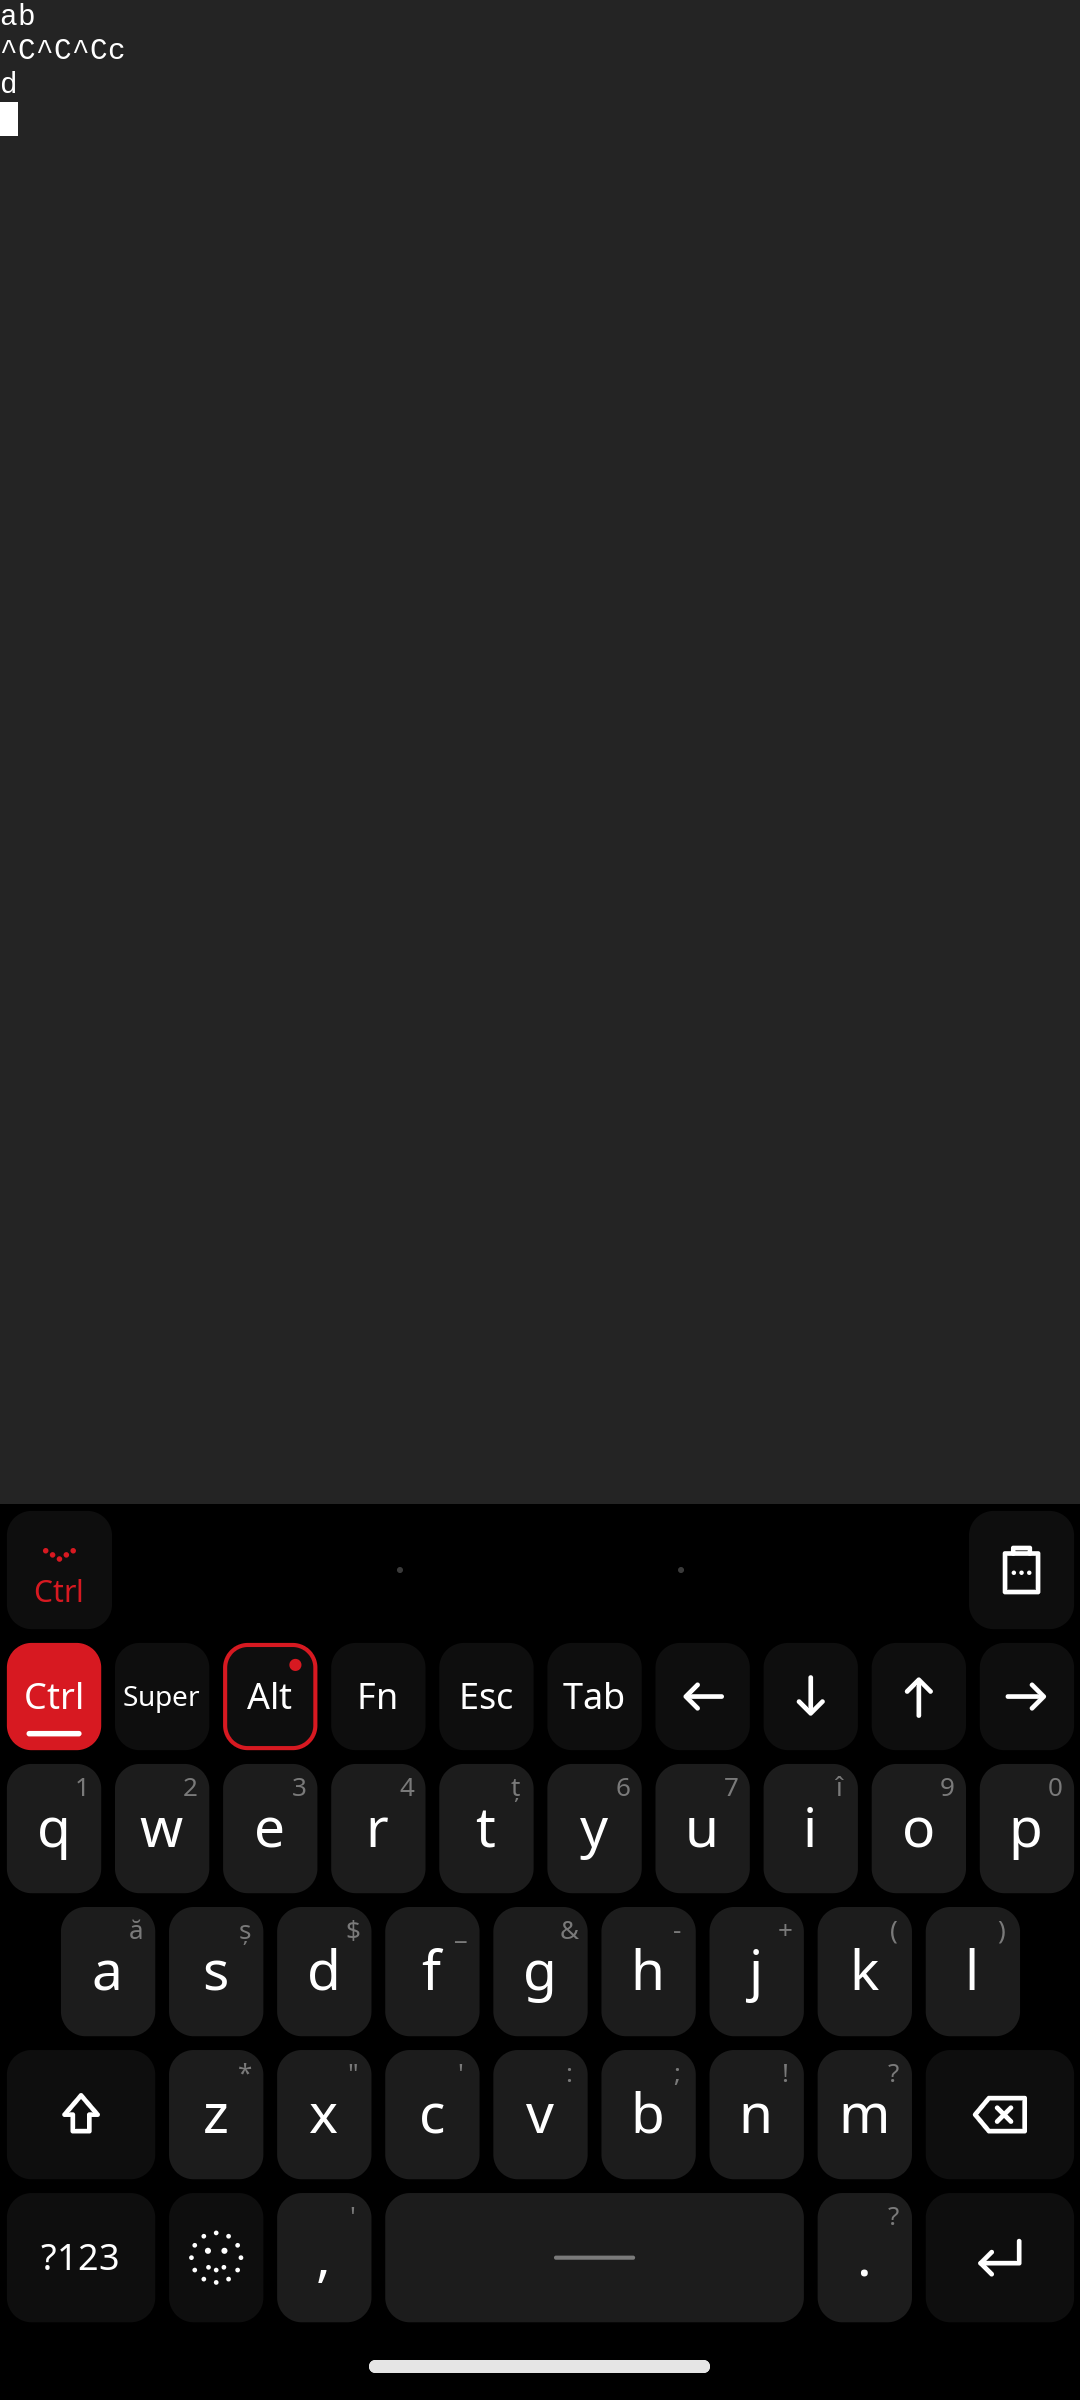 ab
^C^C^Cc
d
Ctrl
Ctrl Super Alt Fn Esc Tab ← ↓ ↑ →
1 2 3 4 ț 6 7 î 9 0
q w e r t y u i o p
ă ș $ _ & - + ( )
a s d f g h j k l
* " ' : ; ! ?
z x c v b n m
' ?
?123 , .